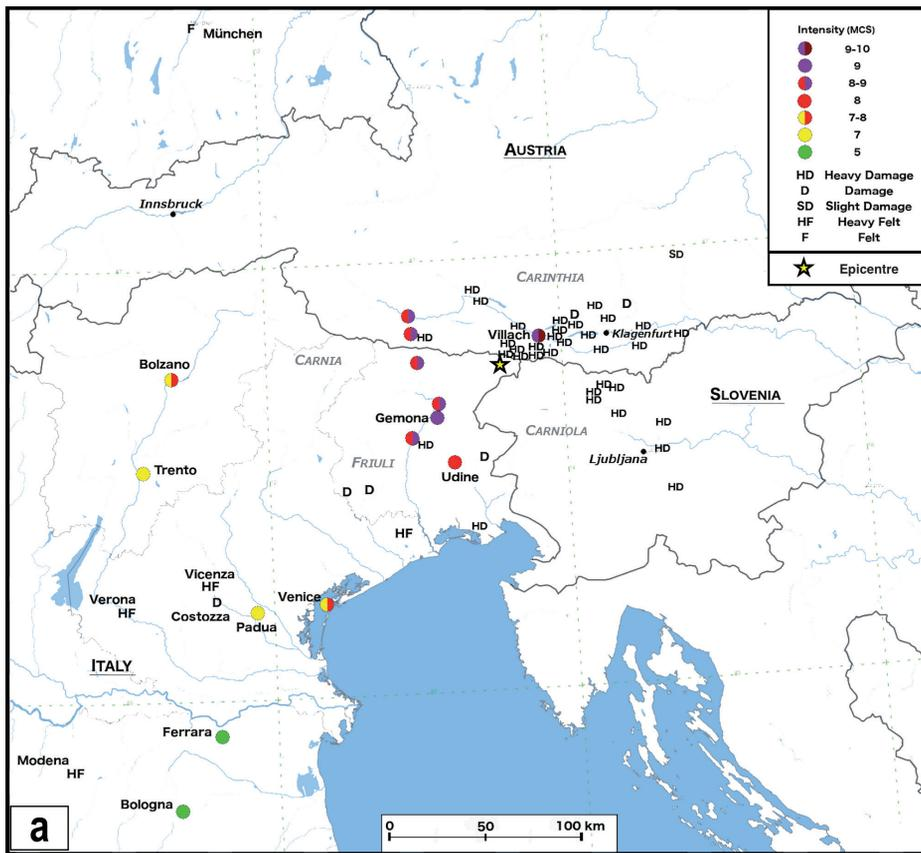 F
München
Intensity (MCS)
9-10
9
8-9
8
7-8
7
5
HD Heavy Damage
D Damage
SD Slight Damage
HF Heavy Felt
F Felt
Epicentre
AUSTRIA
Innsbruck
SD
CARINTHIA
HD
HD
HD
D
D
HD
HD
HD
HD
HD
HD
Villach
HD
HD
HD
Klagenfurt
HD
HD
HD
HD
HD
HD
HD
HD
HD
HD
HD
HD
CARNIA
Bolzano
HD
HD
HD
HD
SLOVENIA
HD
Gemona
HD
CARNIOLA
HD
HD
Ljubljana
D
FRIULI
Trento
Udine
HD
D
D
HD
HF
Vicenza
HF
Venice
Verona
HF
D
Costozza
Padua
ITALY
Ferrara
Modena
HF
Bologna
a
0 50 100 km